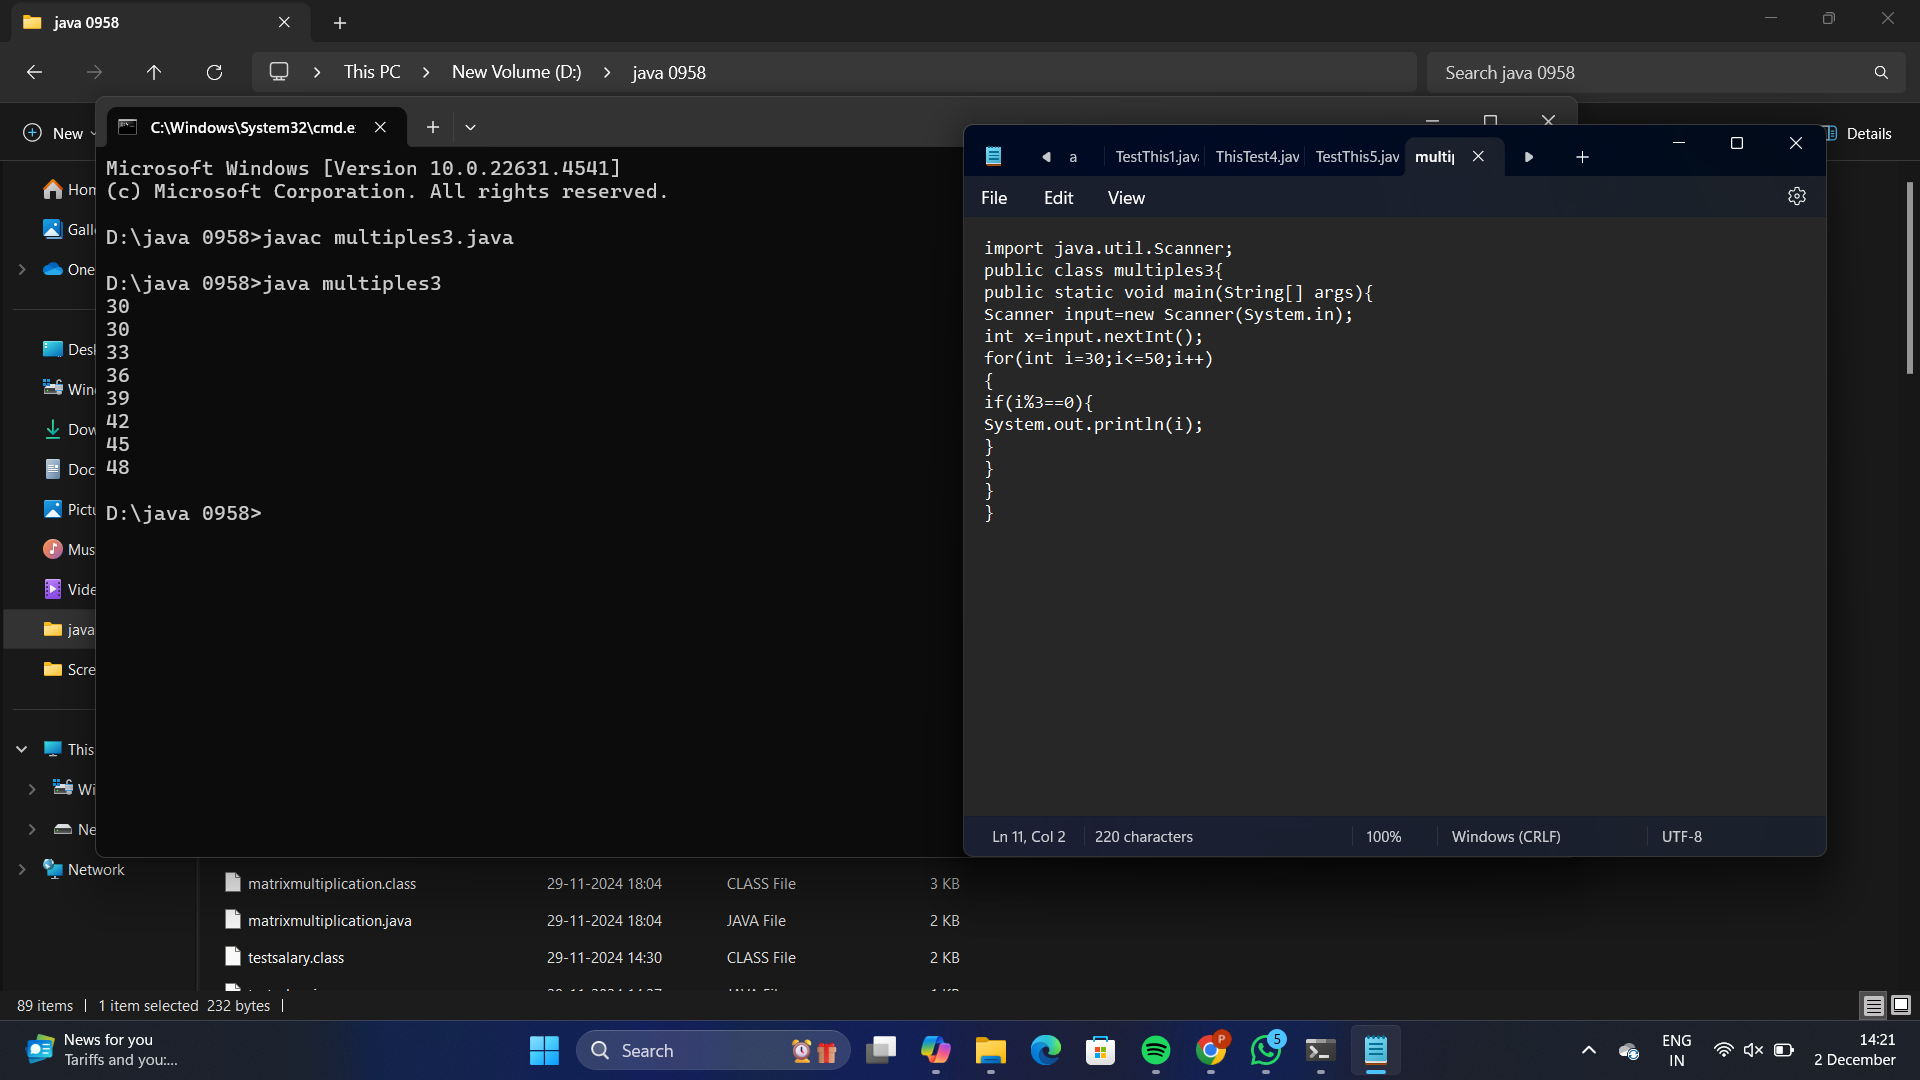 java 0958
This PC
New Volume (D:)
java 0958
Search java 0958
New
Details
C:\Windows\System32\cmd.e
Microsoft Windows [Version 10.0.22631.4541]
(c) Microsoft Corporation. All rights reserved.
D:\java 0958>javac multiples3.java
D:\java 0958>java multiples3
30
30
33
36
39
42
45
48
D:\java 0958>
a
TestThis1.java
ThisTest4.jav
TestThis5.jav
multip
File
Edit
View
import java.util.Scanner;
public class multiples3{
public static void main(String[] args){
Scanner input=new Scanner(System.in);
int x=input.nextInt();
for(int i=30;i<=50;i++)
{
if(i%3==0){
System.out.println(i);
}
}
}
}
Ln 11, Col 2
220 characters
100%
Windows (CRLF)
UTF-8
Hom
Gall
One
Desl
Wind
Dow
Doc
Pictu
Mus
Vide
java
Scre
This
Wi
Ne
Network
matrixmultiplication.class 29-11-2024 18:04 CLASS File 3 KB
matrixmultiplication.java 29-11-2024 18:04 JAVA File 2 KB
testsalary.class 29-11-2024 14:30 CLASS File 2 KB
89 items
1 item selected 232 bytes
News for you
Tariffs and you:...
Search
P
5
ENG
IN
14:21
2 December